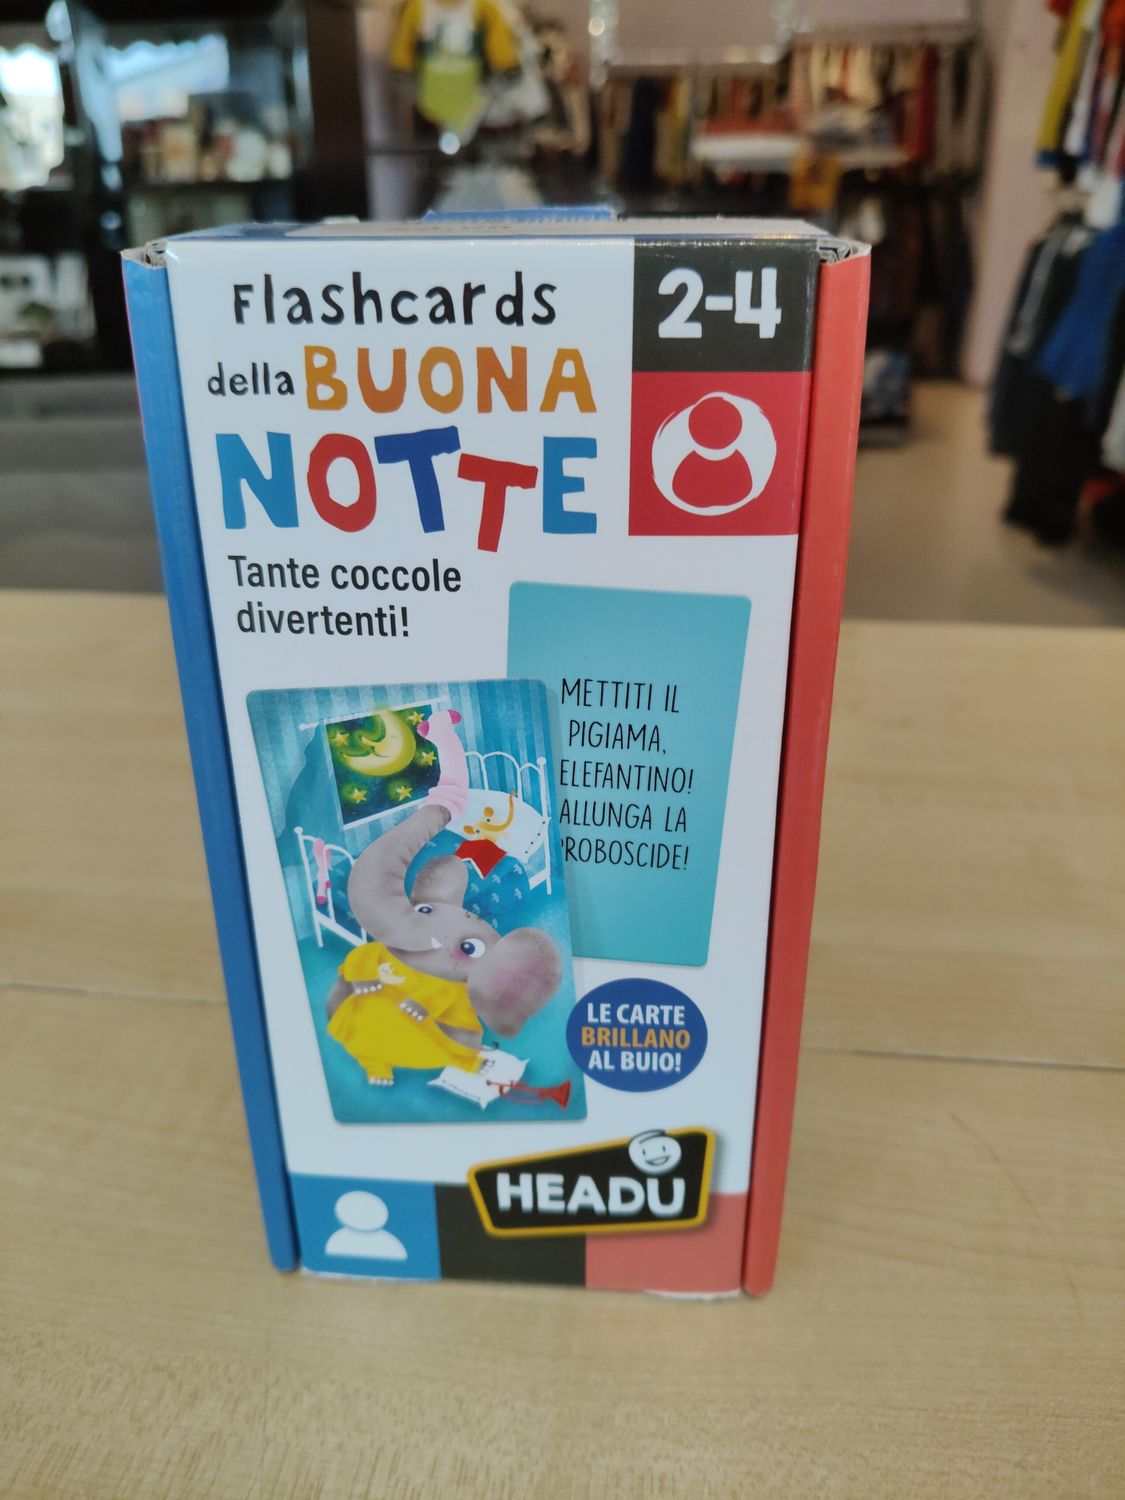 Flashcards
della BUONA
NOTTE
2-4
Tante coccole
divertenti!
METTITI IL
PIGIAMA,
ELEFANTINO!
ALLUNGA LA
PROBOSCIDE!
LE CARTE
BRILLANO
AL BUIO!
HEADU